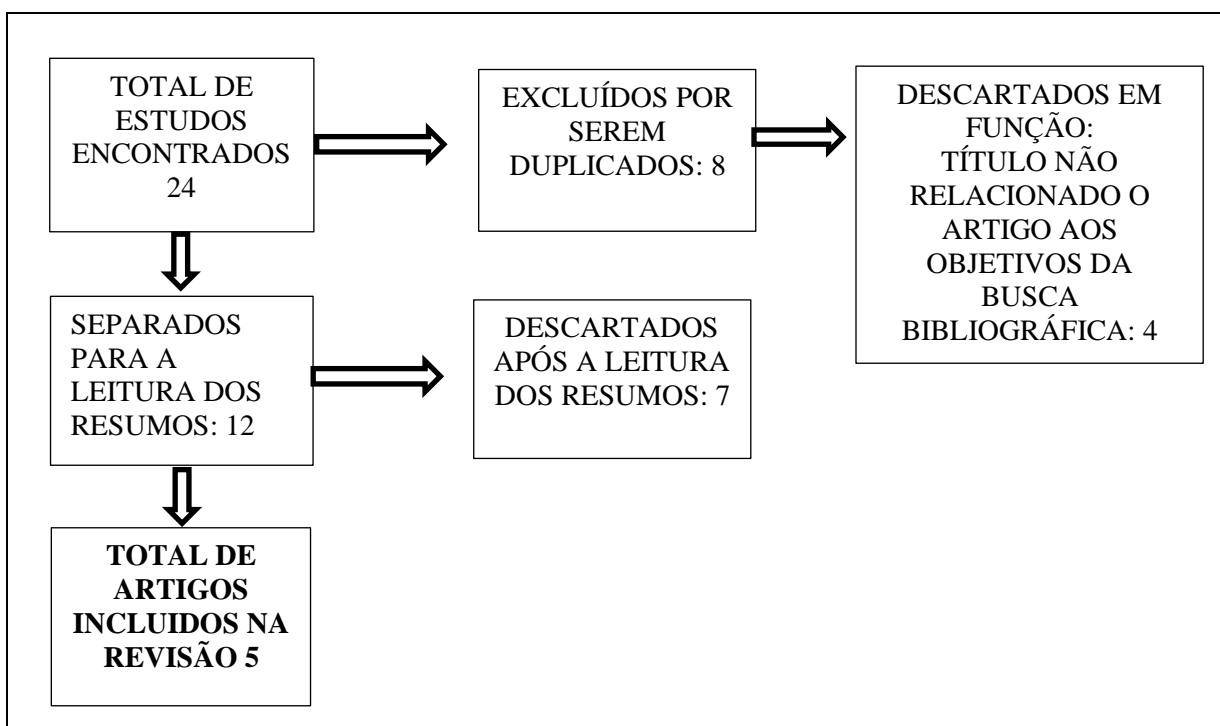 TOTAL DE
ESTUDOS
ENCONTRADOS
24
EXCLUÍDOS POR
SEREM
DUPLICADOS: 8
DESCARTADOS EM
FUNÇÃO:
TÍTULO NÃO
RELACIONADO O
ARTIGO AOS
OBJETIVOS DA
BUSCA
BIBLIOGRÁFICA: 4
SEPARADOS
PARA A
LEITURA DOS
RESUMOS: 12
DESCARTADOS
APÓS A LEITURA
DOS RESUMOS: 7
TOTAL DE
ARTIGOS
INCLUIDOS NA
REVISÃO 5